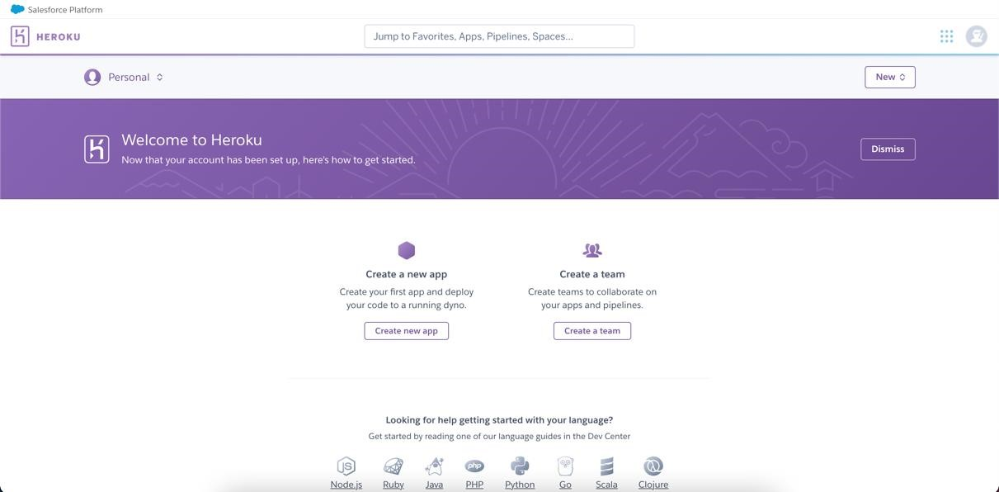 Salesforce Platform
HEROKU
Jump to Favorites, Apps, Pipelines, Spaces...
Personal
New
Welcome to Heroku
Now that your account has been set up, here's how to get started.
Dismiss
Create a new app
Create your first app and deploy
your code to a running dyno.
Create new app
Create a team
Create teams to collaborate on
your apps and pipelines.
Create a team
Looking for help getting started with your language?
Get started by reading one of our language guides in the Dev Center
JS
php
Node.js Ruby Java PHP Python Go Scala Clojure